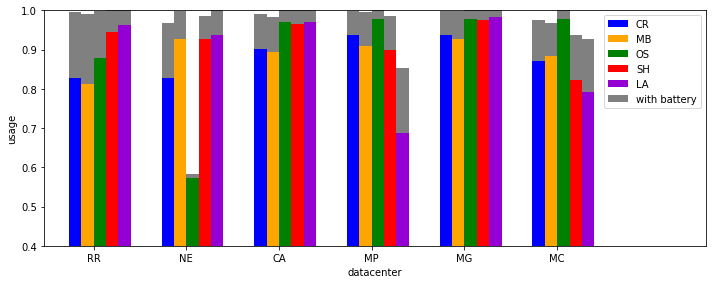 1.0
0.9
0.8
0.7
0.6
0.5
0.4
usage
RR
NE
CA
MP
MG
MC
datacenter
CR
MB
OS
SH
LA
with battery